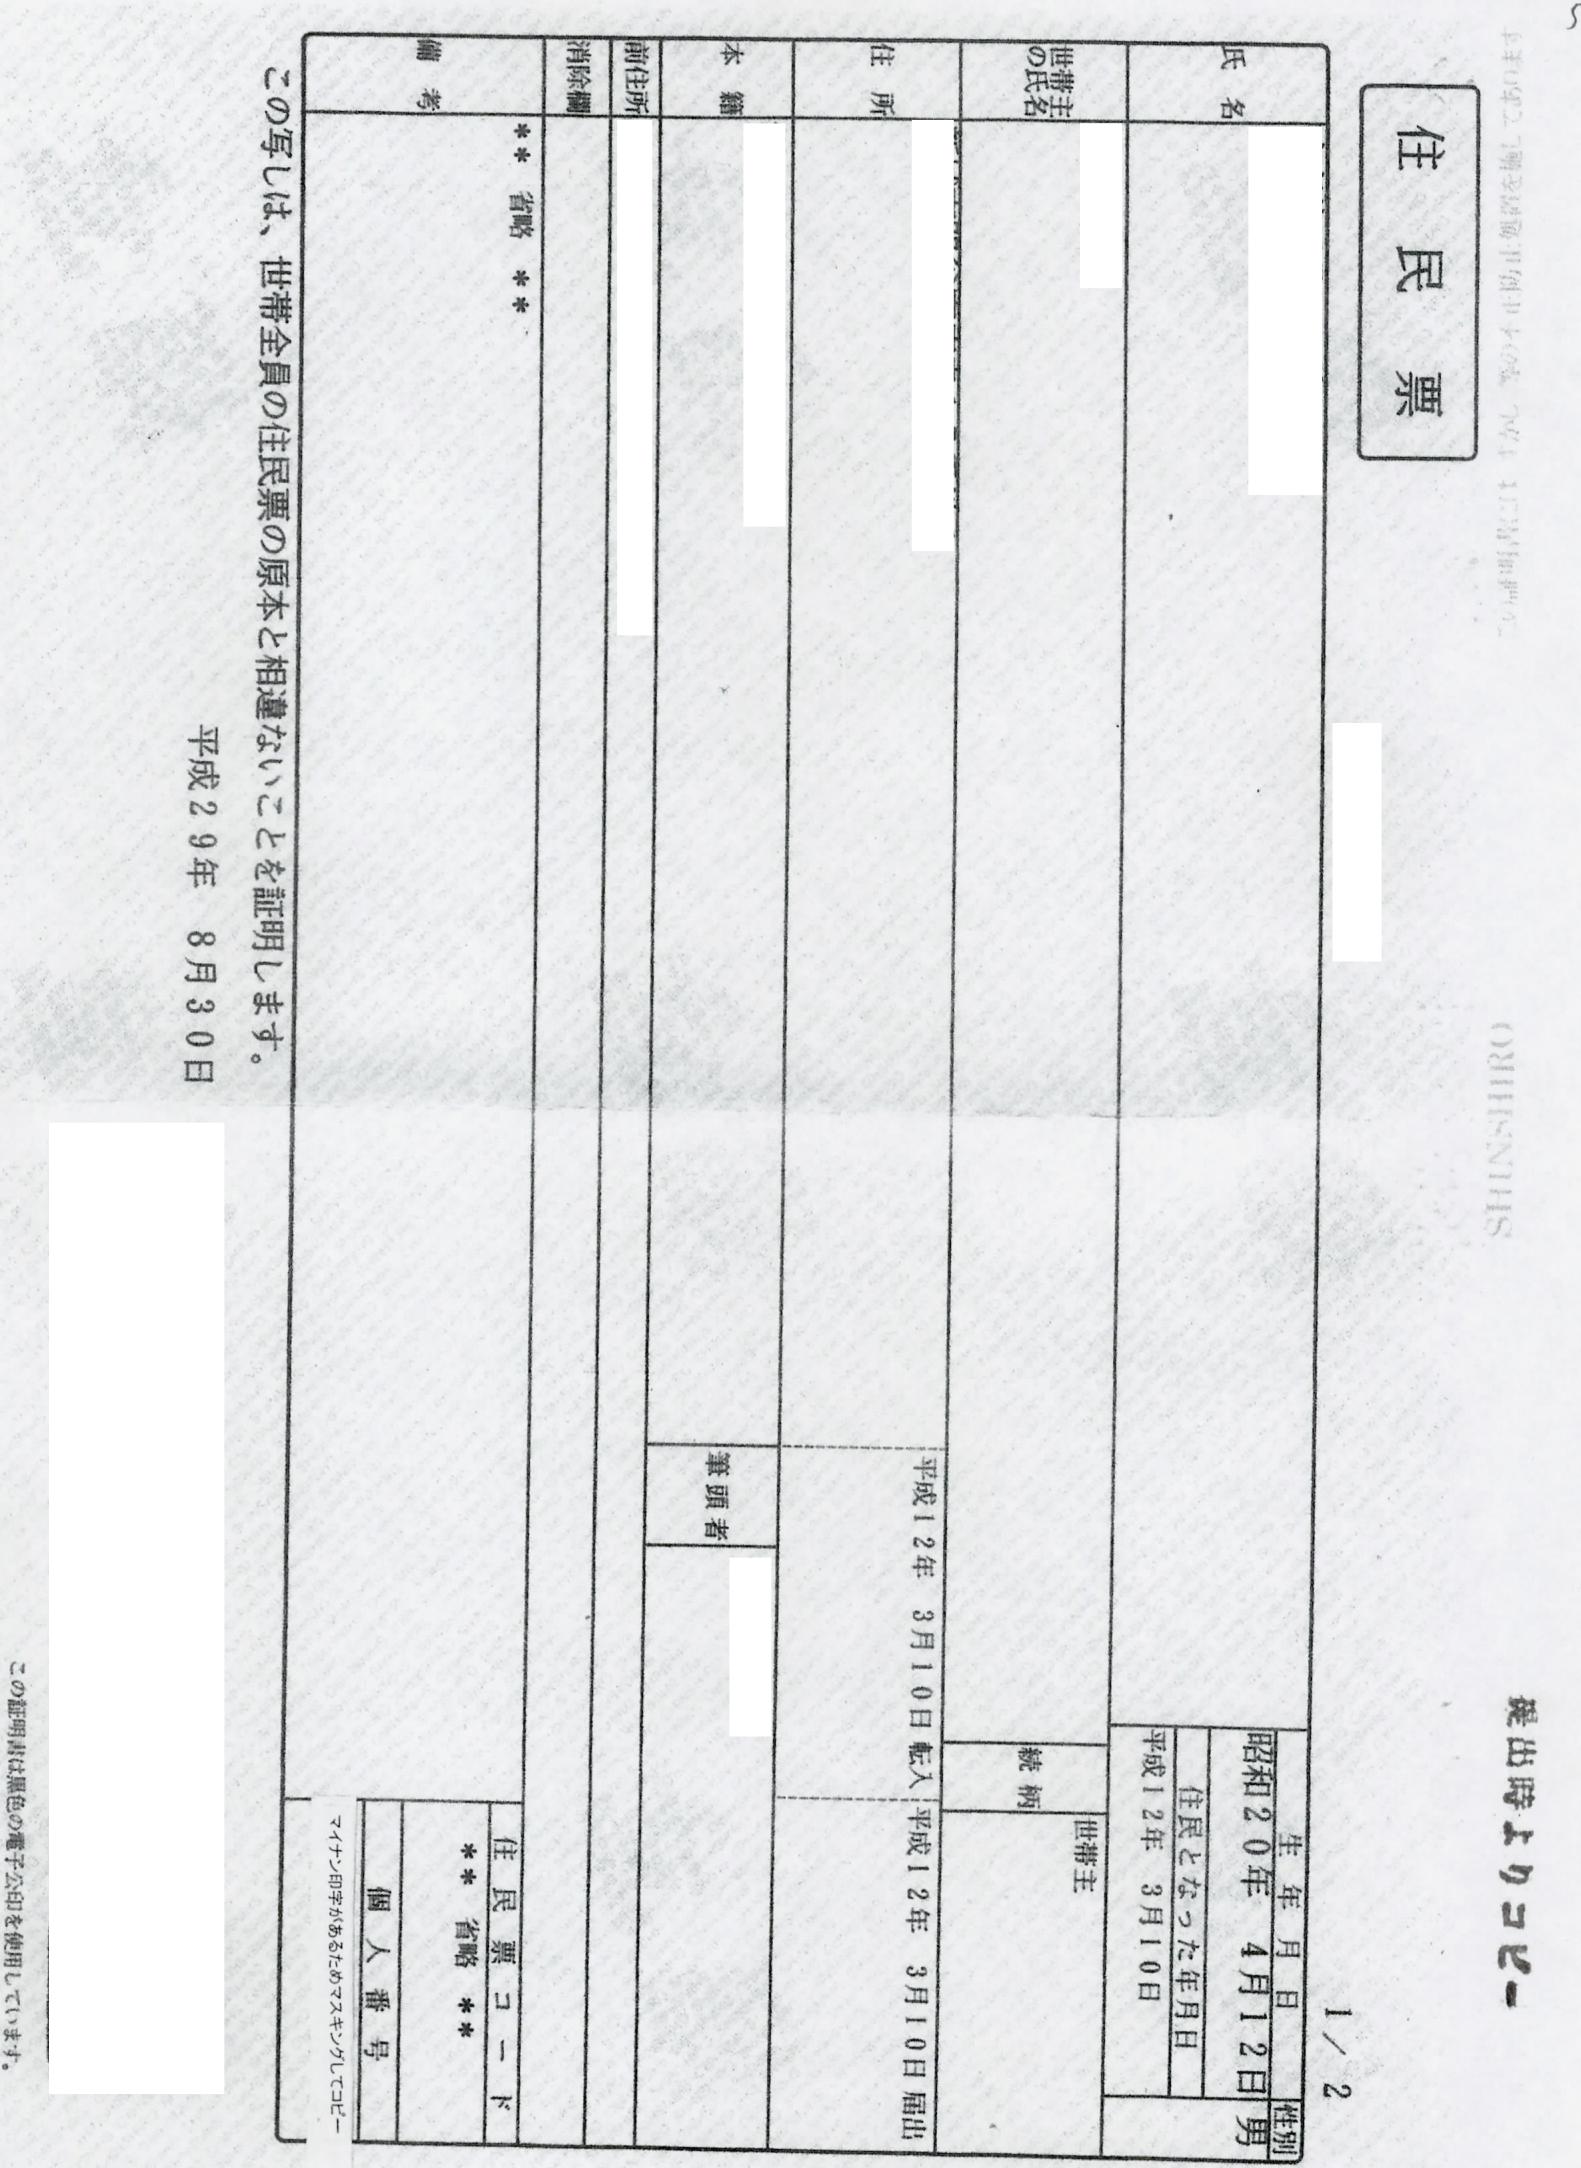 提出時よりコピー
SHINSHIRO
住民票
1/2
氏名
生年月日
性別
昭和20年 4月12日
男
住民となった年月日
平成12年 3月10日
世帯主の氏名
続柄
世帯主
住所
平成12年 3月10日 転入
平成12年 3月10日 届出
本籍
筆頭者
前住所
消除欄
備考
** 省略 **
住民票コード
** 省略 **
個人番号
マイナン印字があるためマスキングしてコピー
この写しは、世帯全員の住民票の原本と相違ないことを証明します。
平成29年 8月30日
この証明書は黒色の電子公印を使用しています。